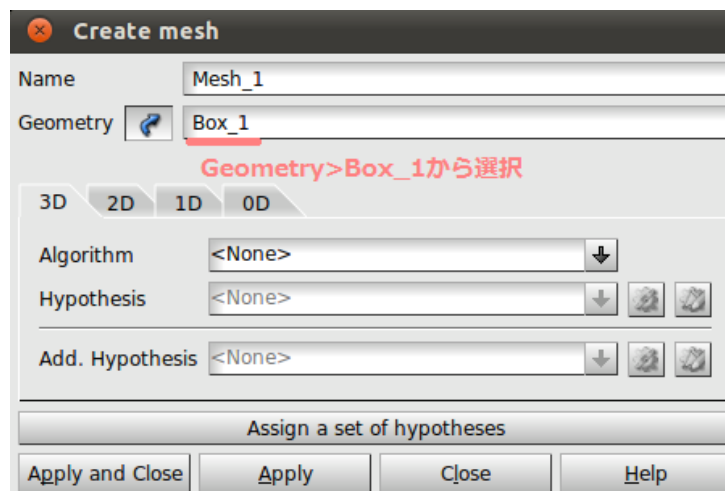 Create mesh
Name Mesh_1
Geometry Box_1
Geometry>Box_1から選択
3D 2D 1D 0D
Algorithm <None>
Hypothesis <None>
Add. Hypothesis <None>
Assign a set of hypotheses
Apply and Close Apply Close Help